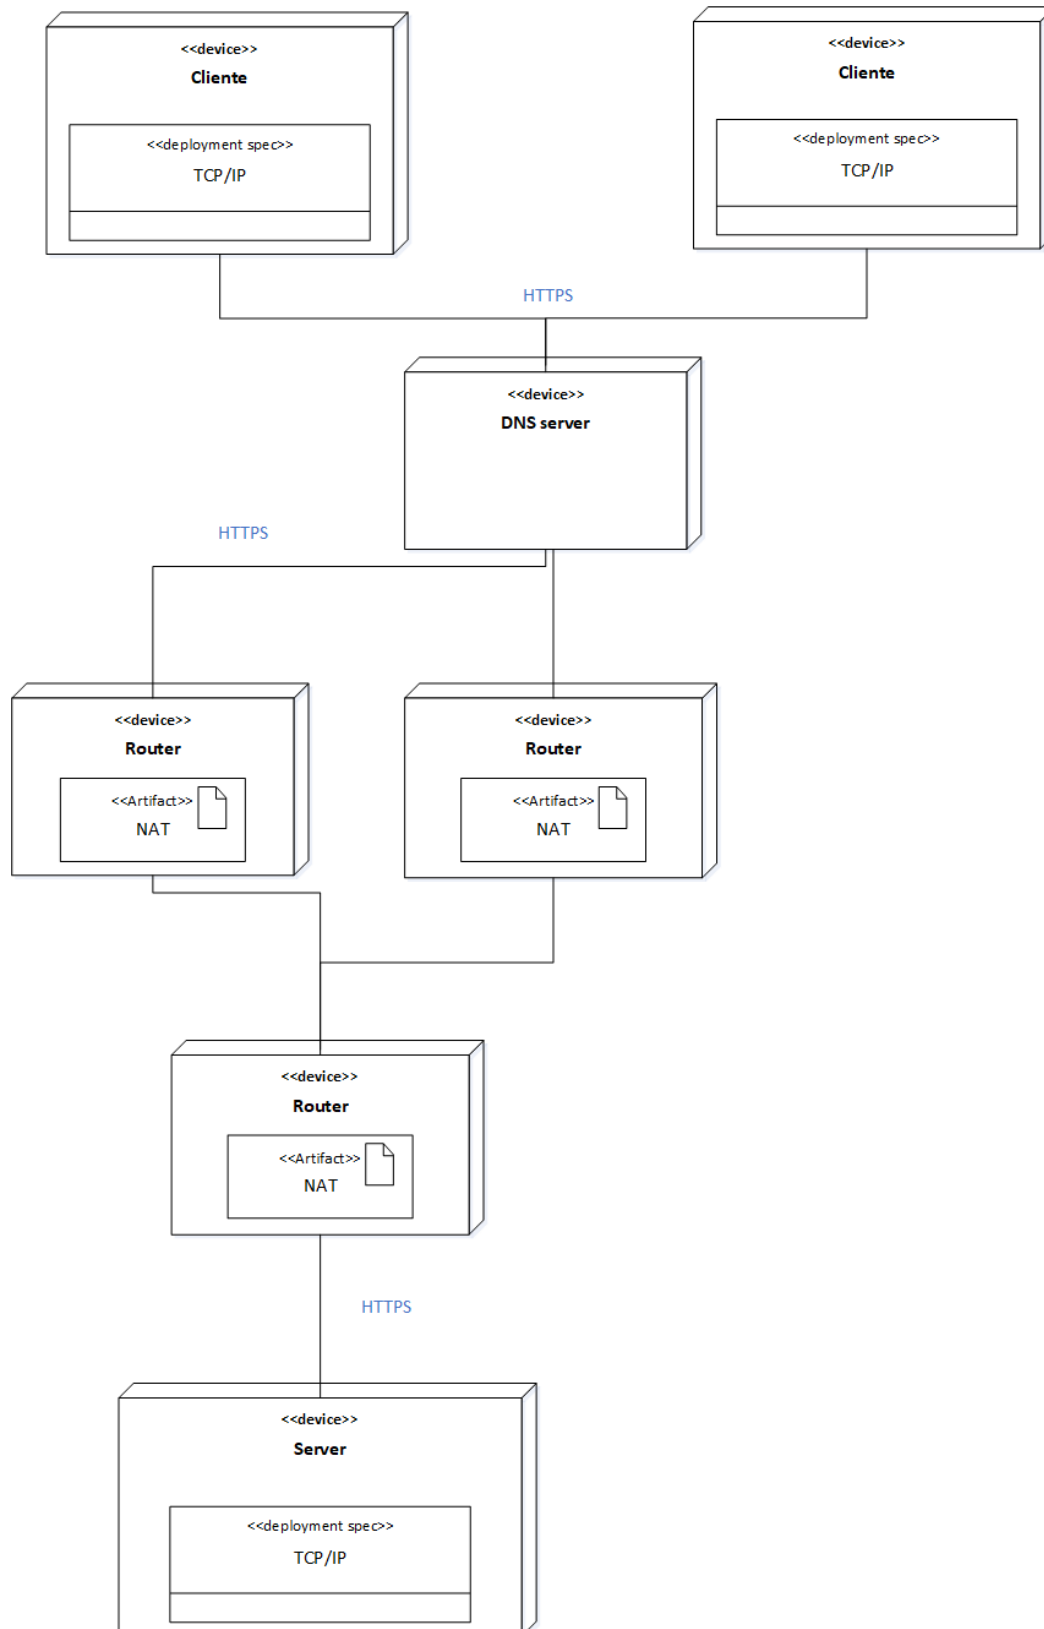 <<device>>
Cliente
<<deployment spec>>
TCP/IP
<<device>>
Cliente
<<deployment spec>>
TCP/IP
HTTPS
<<device>>
DNS server
HTTPS
<<device>>
Router
<<Artifact>>
NAT
<<device>>
Router
<<Artifact>>
NAT
<<device>>
Router
<<Artifact>>
NAT
HTTPS
<<device>>
Server
<<deployment spec>>
TCP/IP